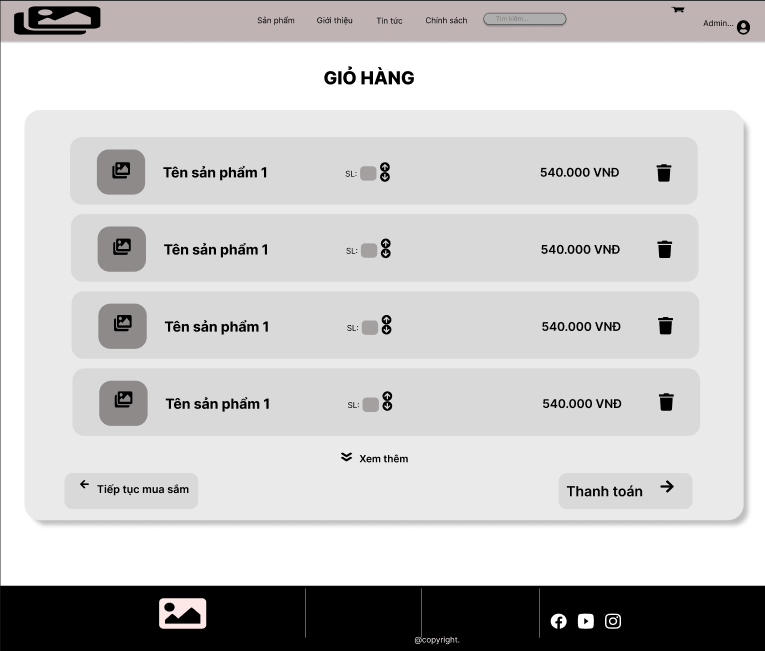 Sản phẩm
Giới thiệu
Tin tức
Chính sách
Tìm kiếm...
Admin...
GIỎ HÀNG
Tên sản phẩm 1
SL:
540.000 VNĐ
Tên sản phẩm 1
SL:
540.000 VNĐ
Tên sản phẩm 1
SL:
540.000 VNĐ
Tên sản phẩm 1
SL:
540.000 VNĐ
Xem thêm
Tiếp tục mua sắm
Thanh toán
@copyright.